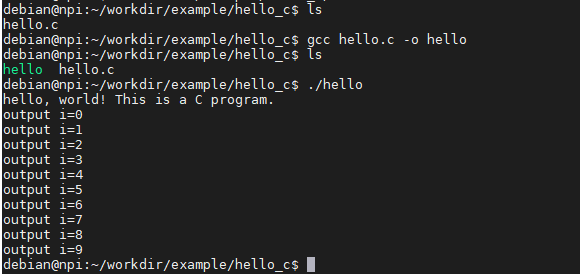 debian@npi:~/workdir/example/hello_c$ ls
hello.c
debian@npi:~/workdir/example/hello_c$ gcc hello.c -o hello
debian@npi:~/workdir/example/hello_c$ ls
hello  hello.c
debian@npi:~/workdir/example/hello_c$ ./hello
hello, world! This is a C program.
output i=0
output i=1
output i=2
output i=3
output i=4
output i=5
output i=6
output i=7
output i=8
output i=9
debian@npi:~/workdir/example/hello_c$